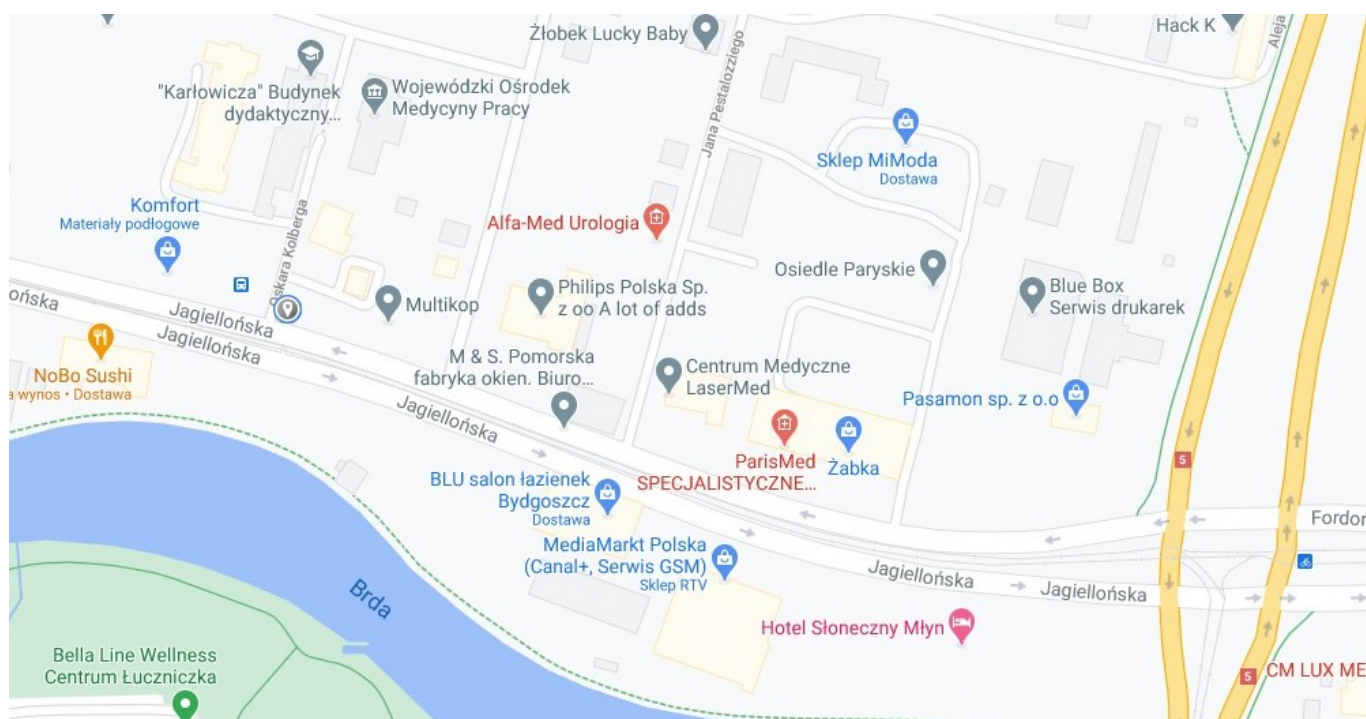 Żłobek Lucky Baby
Hack K
Aleja
"Karłowicza" Budynek
dydaktyczny...
Wojewódzki Ośrodek
Medycyny Pracy
Jana Pestalozziego
Sklep MiModa
Dostawa
Komfort
Materiały podłogowe
Oskara Kolberga
Alfa-Med Urologia
Osiedle Paryskie
Philips Polska Sp.
z oo A lot of adds
Blue Box
Serwis drukarek
Multikop
ońska
Jagiellońska
Jagiellońska
NoBo Sushi
a wynos • Dostawa
M & S. Pomorska
fabryka okien. Biuro...
Centrum Medyczne
LaserMed
Pasamon sp. z o.o
Jagiellońska
ParisMed
SPECJALISTYCZNE...
Żabka
5
BLU salon łazienek
Bydgoszcz
Dostawa
Fordor
MediaMarkt Polska
(Canal+, Serwis GSM)
Sklep RTV
Jagiellońska
Jagiellońska
Brda
Hotel Słoneczny Młyn
Bella Line Wellness
Centrum Łuczniczka
5
CM LUX ME